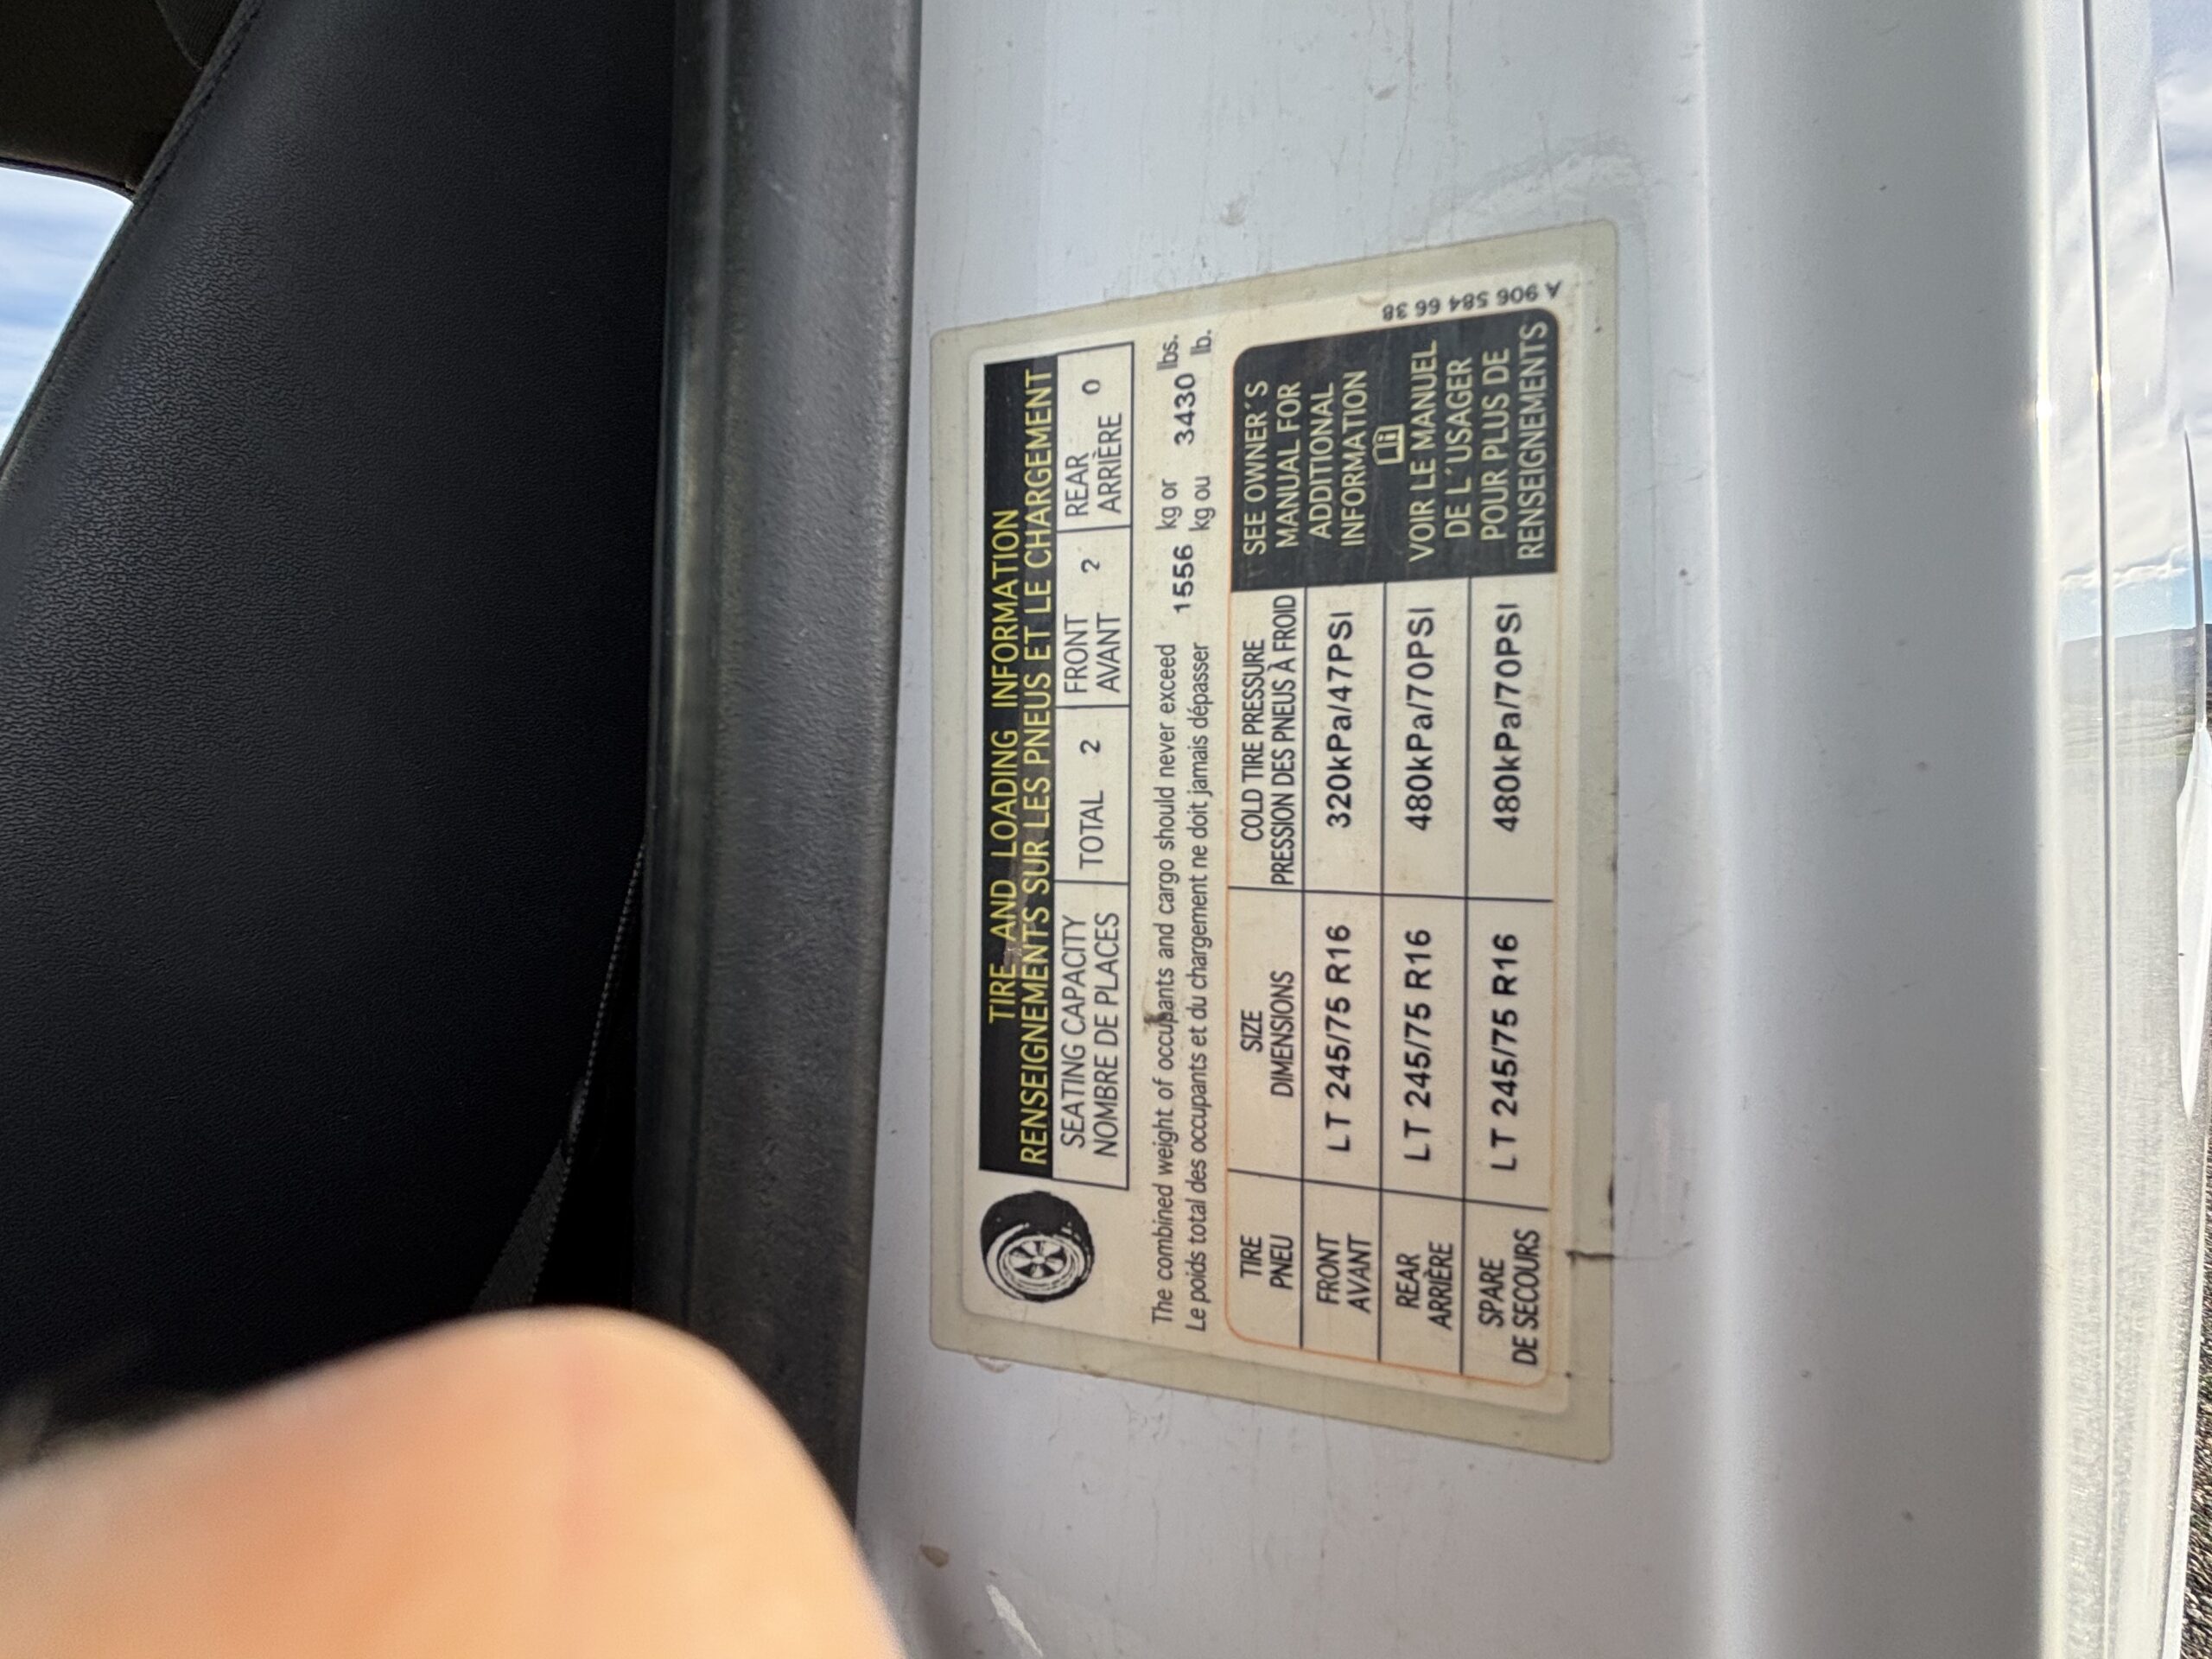 TIRE AND LOADING INFORMATION
RENSEIGNEMENTS SUR LES PNEUS ET LE CHARGEMENT
SEATING CAPACITY
NOMBRE DE PLACES
TOTAL 2
FRONT
AVANT 2
REAR
ARRIÈRE 0
The combined weight of occupants and cargo should never exceed 1556 kg or 3430 lbs.
Le poids total des occupants et du chargement ne doit jamais dépasser kg ou lb.
TIRE
PNEU
SIZE
DIMENSIONS
COLD TIRE PRESSURE
PRESSION DES PNEUS À FROID
FRONT
AVANT
LT 245/75 R16
320kPa/47PSI
REAR
ARRIÈRE
LT 245/75 R16
480kPa/70PSI
SPARE
DE SECOURS
LT 245/75 R16
480kPa/70PSI
SEE OWNER´S
MANUAL FOR
ADDITIONAL
INFORMATION
VOIR LE MANUEL
DE L´USAGER
POUR PLUS DE
RENSEIGNEMENTS
A 906 584 66 38